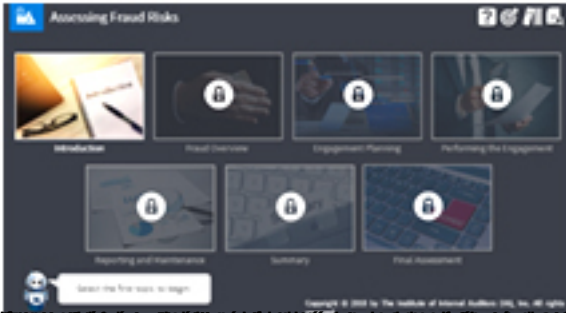 Assessing Fraud Risks
Introduction
Fraud Overview
Engagement Planning
Performing the Engagement
Reporting and Maintenance
Summary
Final Assessment
Select the first topic to begin.
Copyright © 2018 by The Institute of Internal Auditors (IIA), Inc. All rights